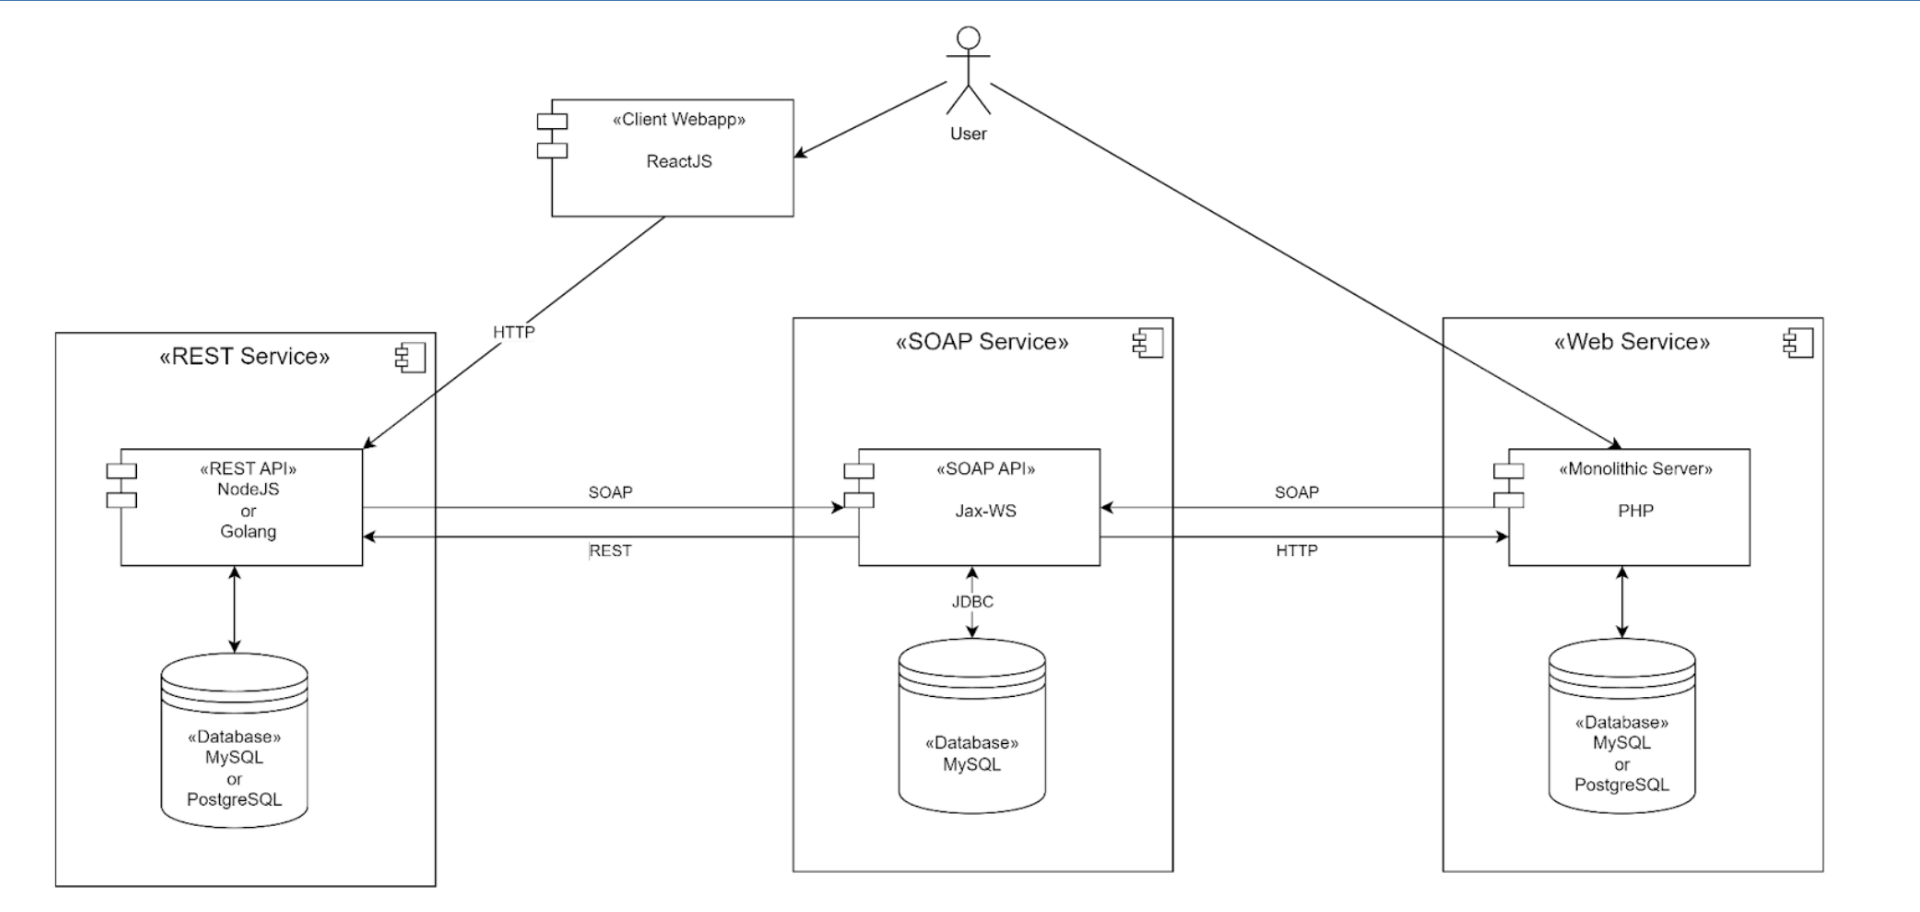 User
«Client Webapp»
ReactJS
HTTP
«REST Service»
«REST API»
NodeJS
or
Golang
«Database»
MySQL
or
PostgreSQL
SOAP
REST
«SOAP Service»
«SOAP API»
Jax-WS
JDBC
«Database»
MySQL
SOAP
HTTP
«Web Service»
«Monolithic Server»
PHP
«Database»
MySQL
or
PostgreSQL